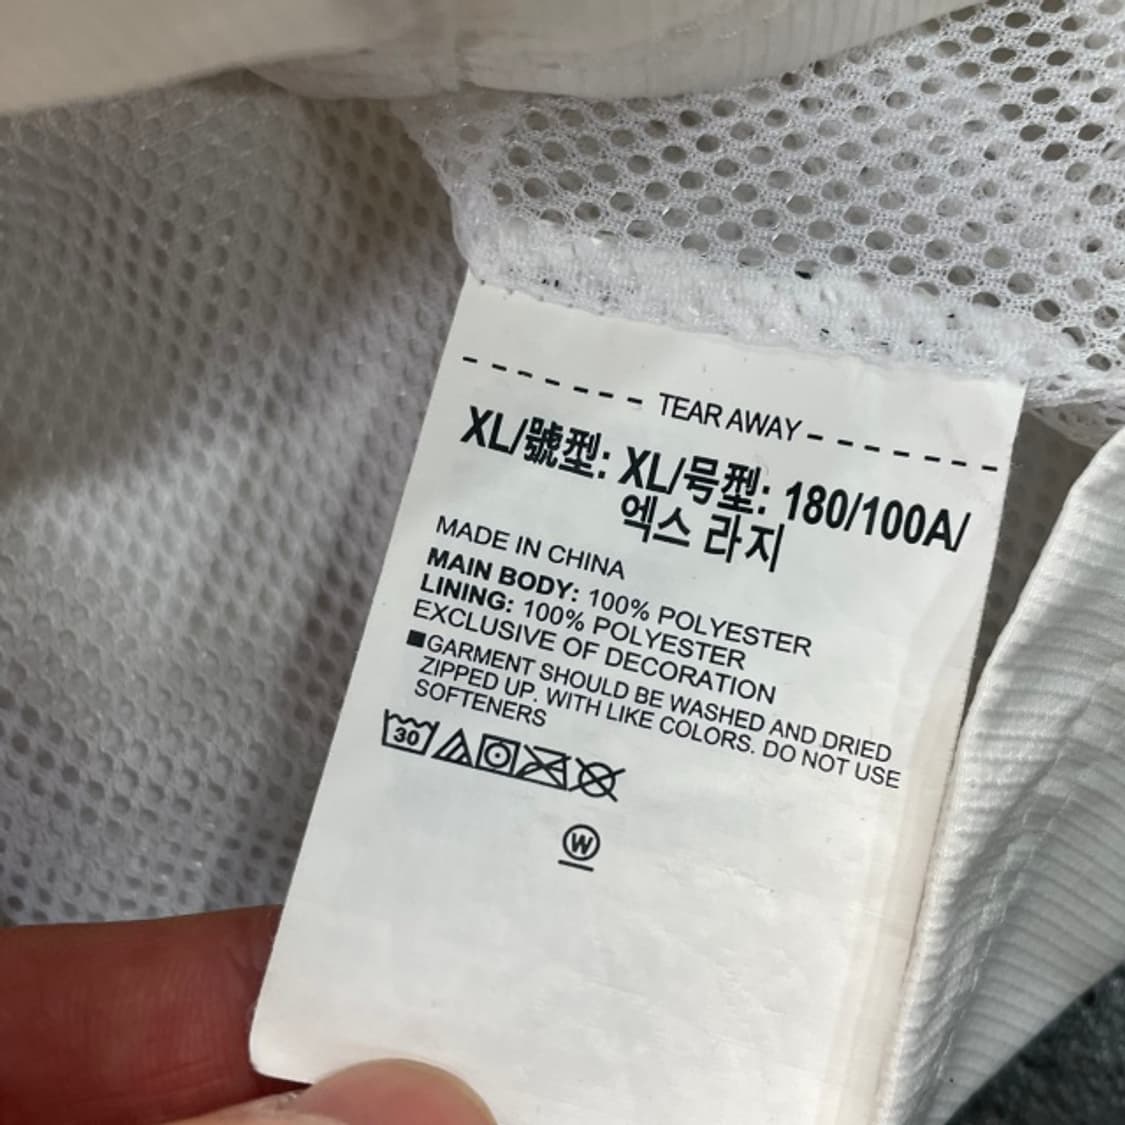 TEAR AWAY
XL/號型: XL/号型: 180/100A/
엑스 라지
MADE IN CHINA
MAIN BODY: 100% POLYESTER
LINING: 100% POLYESTER
EXCLUSIVE OF DECORATION
■GARMENT SHOULD BE WASHED AND DRIED
ZIPPED UP. WITH LIKE COLORS. DO NOT USE
SOFTENERS
30
W